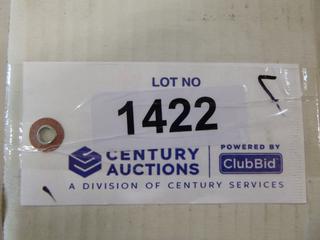 LOT NO
1422
CENTURY AUCTIONS
POWERED BY
ClubBid
A DIVISION OF CENTURY SERVICES